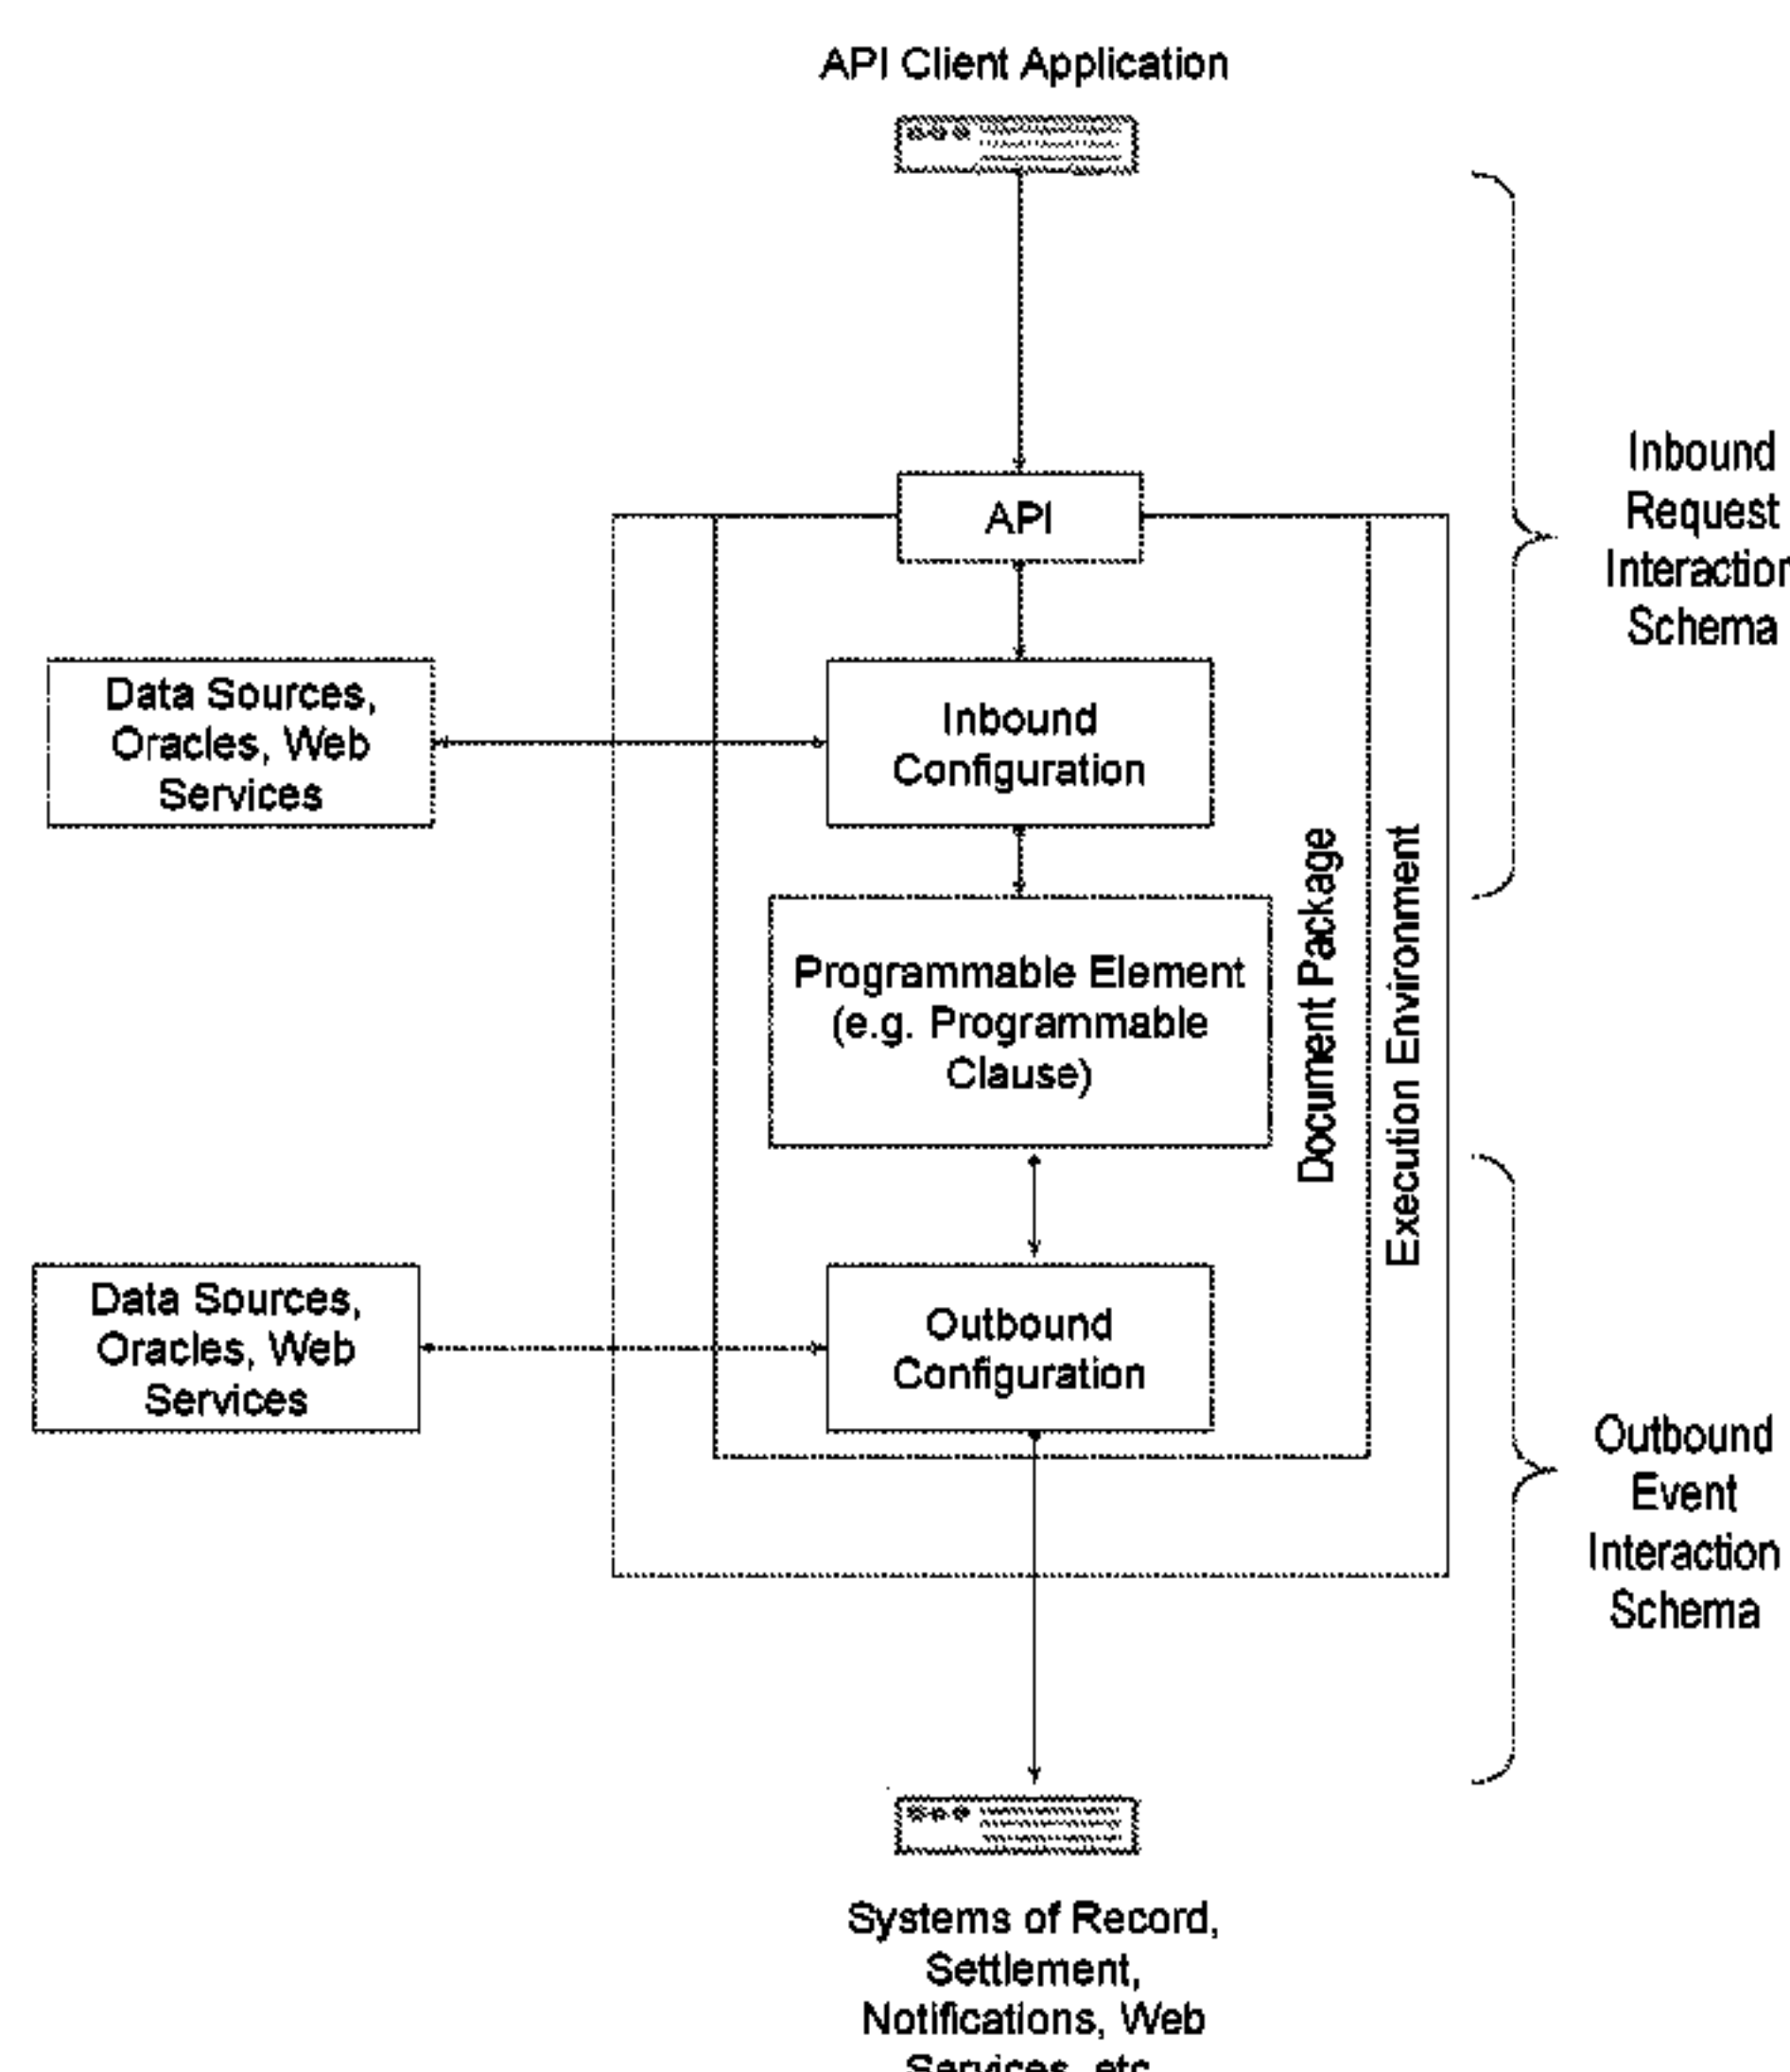 API Client Application
API
Inbound
Request
Interaction
Schema
Data Sources,
Oracles, Web
Services
Inbound
Configuration
Programmable Element
(e.g. Programmable
Clause)
Document Package
Execution Environment
Data Sources,
Oracles, Web
Services
Outbound
Configuration
Outbound
Event
Interaction
Schema
Systems of Record,
Settlement,
Notifications, Web
Services, etc